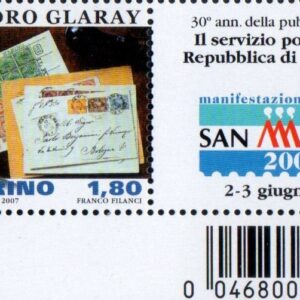 ORO GLARAY
RINO 1,80
2007 FRANCO FILANCI
30° ann. della pu
Il servizio po
Repubblica di
manifestazion
SAN
200
2-3 giugn
0 046800